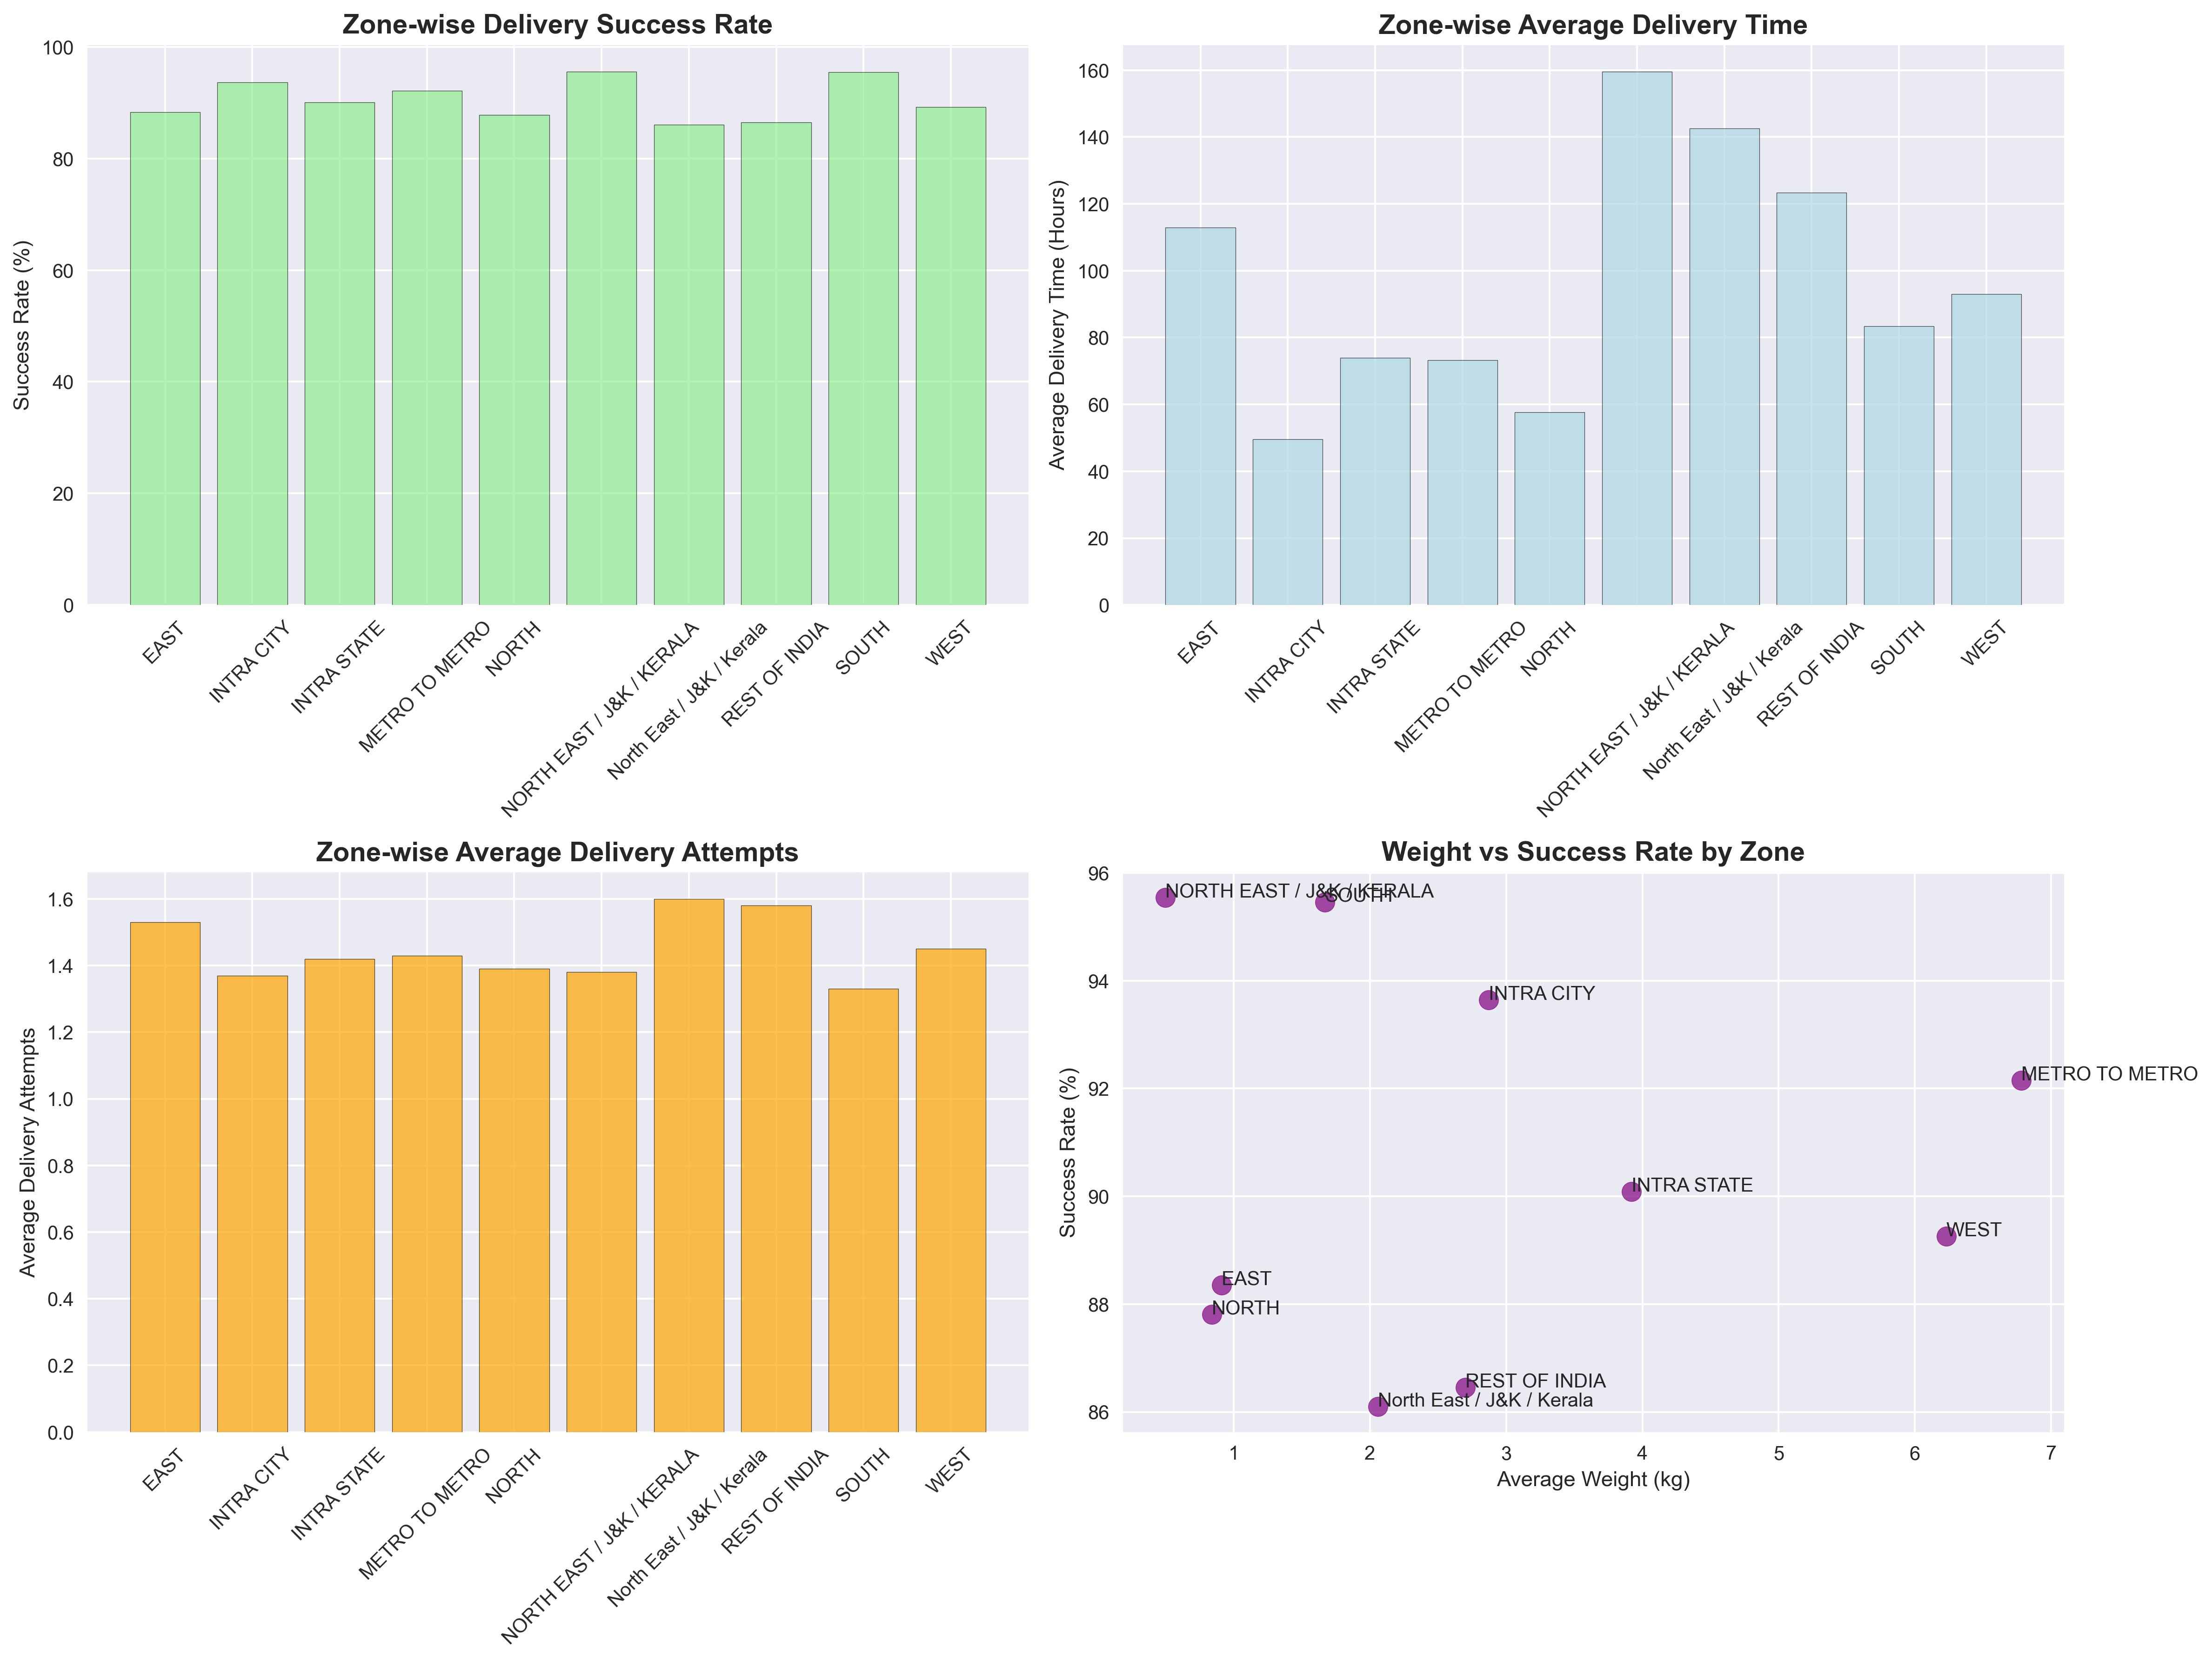 Zone-wise Delivery Success Rate
Success Rate (%)
100
80
60
40
20
0
EAST
INTRA CITY
INTRA STATE
METRO TO METRO
NORTH
NORTH EAST / J&K / KERALA
North East / J&K / Kerala
REST OF INDIA
SOUTH
WEST
Zone-wise Average Delivery Time
Average Delivery Time (Hours)
160
140
120
100
80
60
40
20
0
EAST
INTRA CITY
INTRA STATE
METRO TO METRO
NORTH
NORTH EAST / J&K / KERALA
North East / J&K / Kerala
REST OF INDIA
SOUTH
WEST
Zone-wise Average Delivery Attempts
Average Delivery Attempts
1.6
1.4
1.2
1.0
0.8
0.6
0.4
0.2
0.0
EAST
INTRA CITY
INTRA STATE
METRO TO METRO
NORTH
NORTH EAST / J&K / KERALA
North East / J&K / Kerala
REST OF INDIA
SOUTH
WEST
Weight vs Success Rate by Zone
Success Rate (%)
96
94
92
90
88
86
NORTH EAST / J&K / KERALA
SOUTH
INTRA CITY
METRO TO METRO
INTRA STATE
WEST
EAST
NORTH
REST OF INDIA
North East / J&K / Kerala
1
2
3
4
5
6
7
Average Weight (kg)